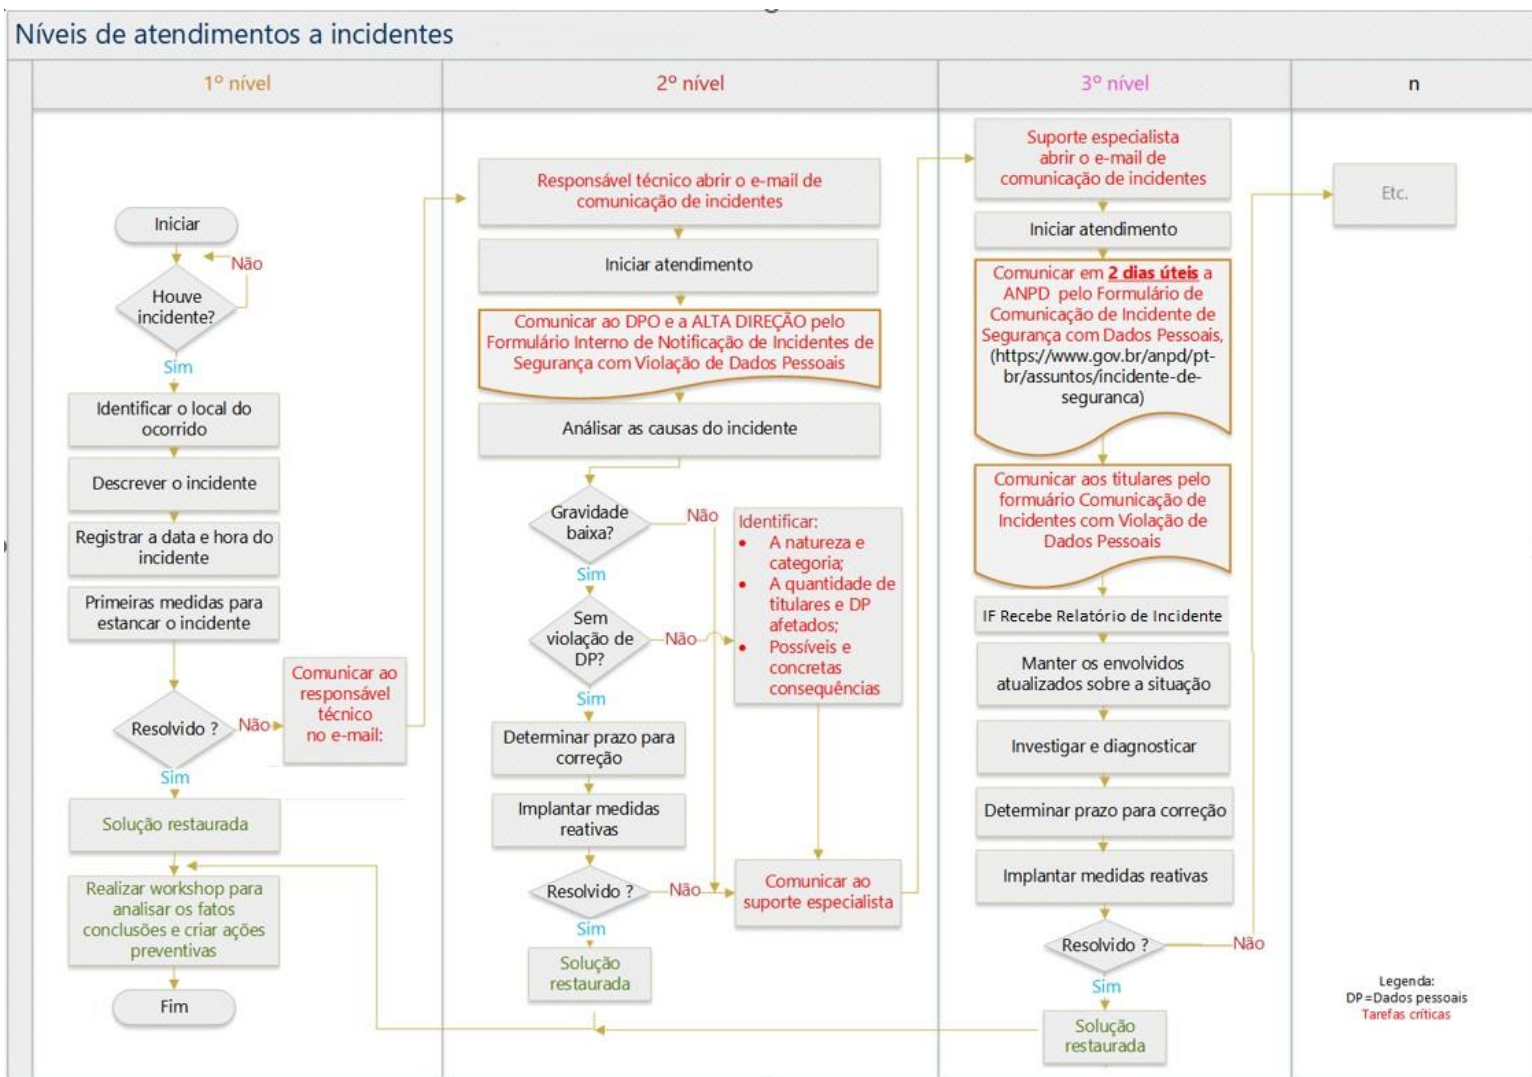 Níveis de atendimentos a incidentes
1º nível
2º nível
3º nível
n
Iniciar
Não
Houve
incidente?
Sim
Identificar o local do
ocorrido
Descrever o incidente
Registrar a data e hora do
incidente
Primeiras medidas para
estancar o incidente
Resolvido ?
Não
Comunicar ao
responsável
técnico
no e-mail:
Sim
Solução restaurada
Realizar workshop para
analisar os fatos
conclusões e criar ações
preventivas
Fim
Responsável técnico abrir o e-mail de
comunicação de incidentes
Iniciar atendimento
Comunicar ao DPO e a ALTA DIREÇÃO pelo
Formulário Interno de Notificação de Incidentes de
Segurança com Violação de Dados Pessoais
Análisar as causas do incidente
Gravidade
baixa?
Não
Sim
Sem
violação de
DP?
Não
Identificar:
• A natureza e
categoria;
• A quantidade de
titulares e DP
afetados;
• Possíveis e
concretas
consequências
Sim
Determinar prazo para
correção
Implantar medidas
reativas
Resolvido ?
Não
Comunicar ao
suporte especialista
Sim
Solução
restaurada
Suporte especialista
abrir o e-mail de
comunicação de incidentes
Iniciar atendimento
Comunicar em 2 dias úteis a
ANPD pelo Formulário de
Comunicação de Incidente de
Segurança com Dados Pessoais,
(https://www.gov.br/anpd/pt-
br/assuntos/incidente-de-
seguranca)
Comunicar aos titulares pelo
formuário Comunicação de
Incidentes com Violação de
Dados Pessoais
IF Recebe Relatório de Incidente
Manter os envolvidos
atualizados sobre a situação
Investigar e diagnosticar
Determinar prazo para correção
Implantar medidas reativas
Resolvido ?
Não
Sim
Solução
restaurada
Etc.
Legenda:
DP=Dados pessoais
Tarefas críticas